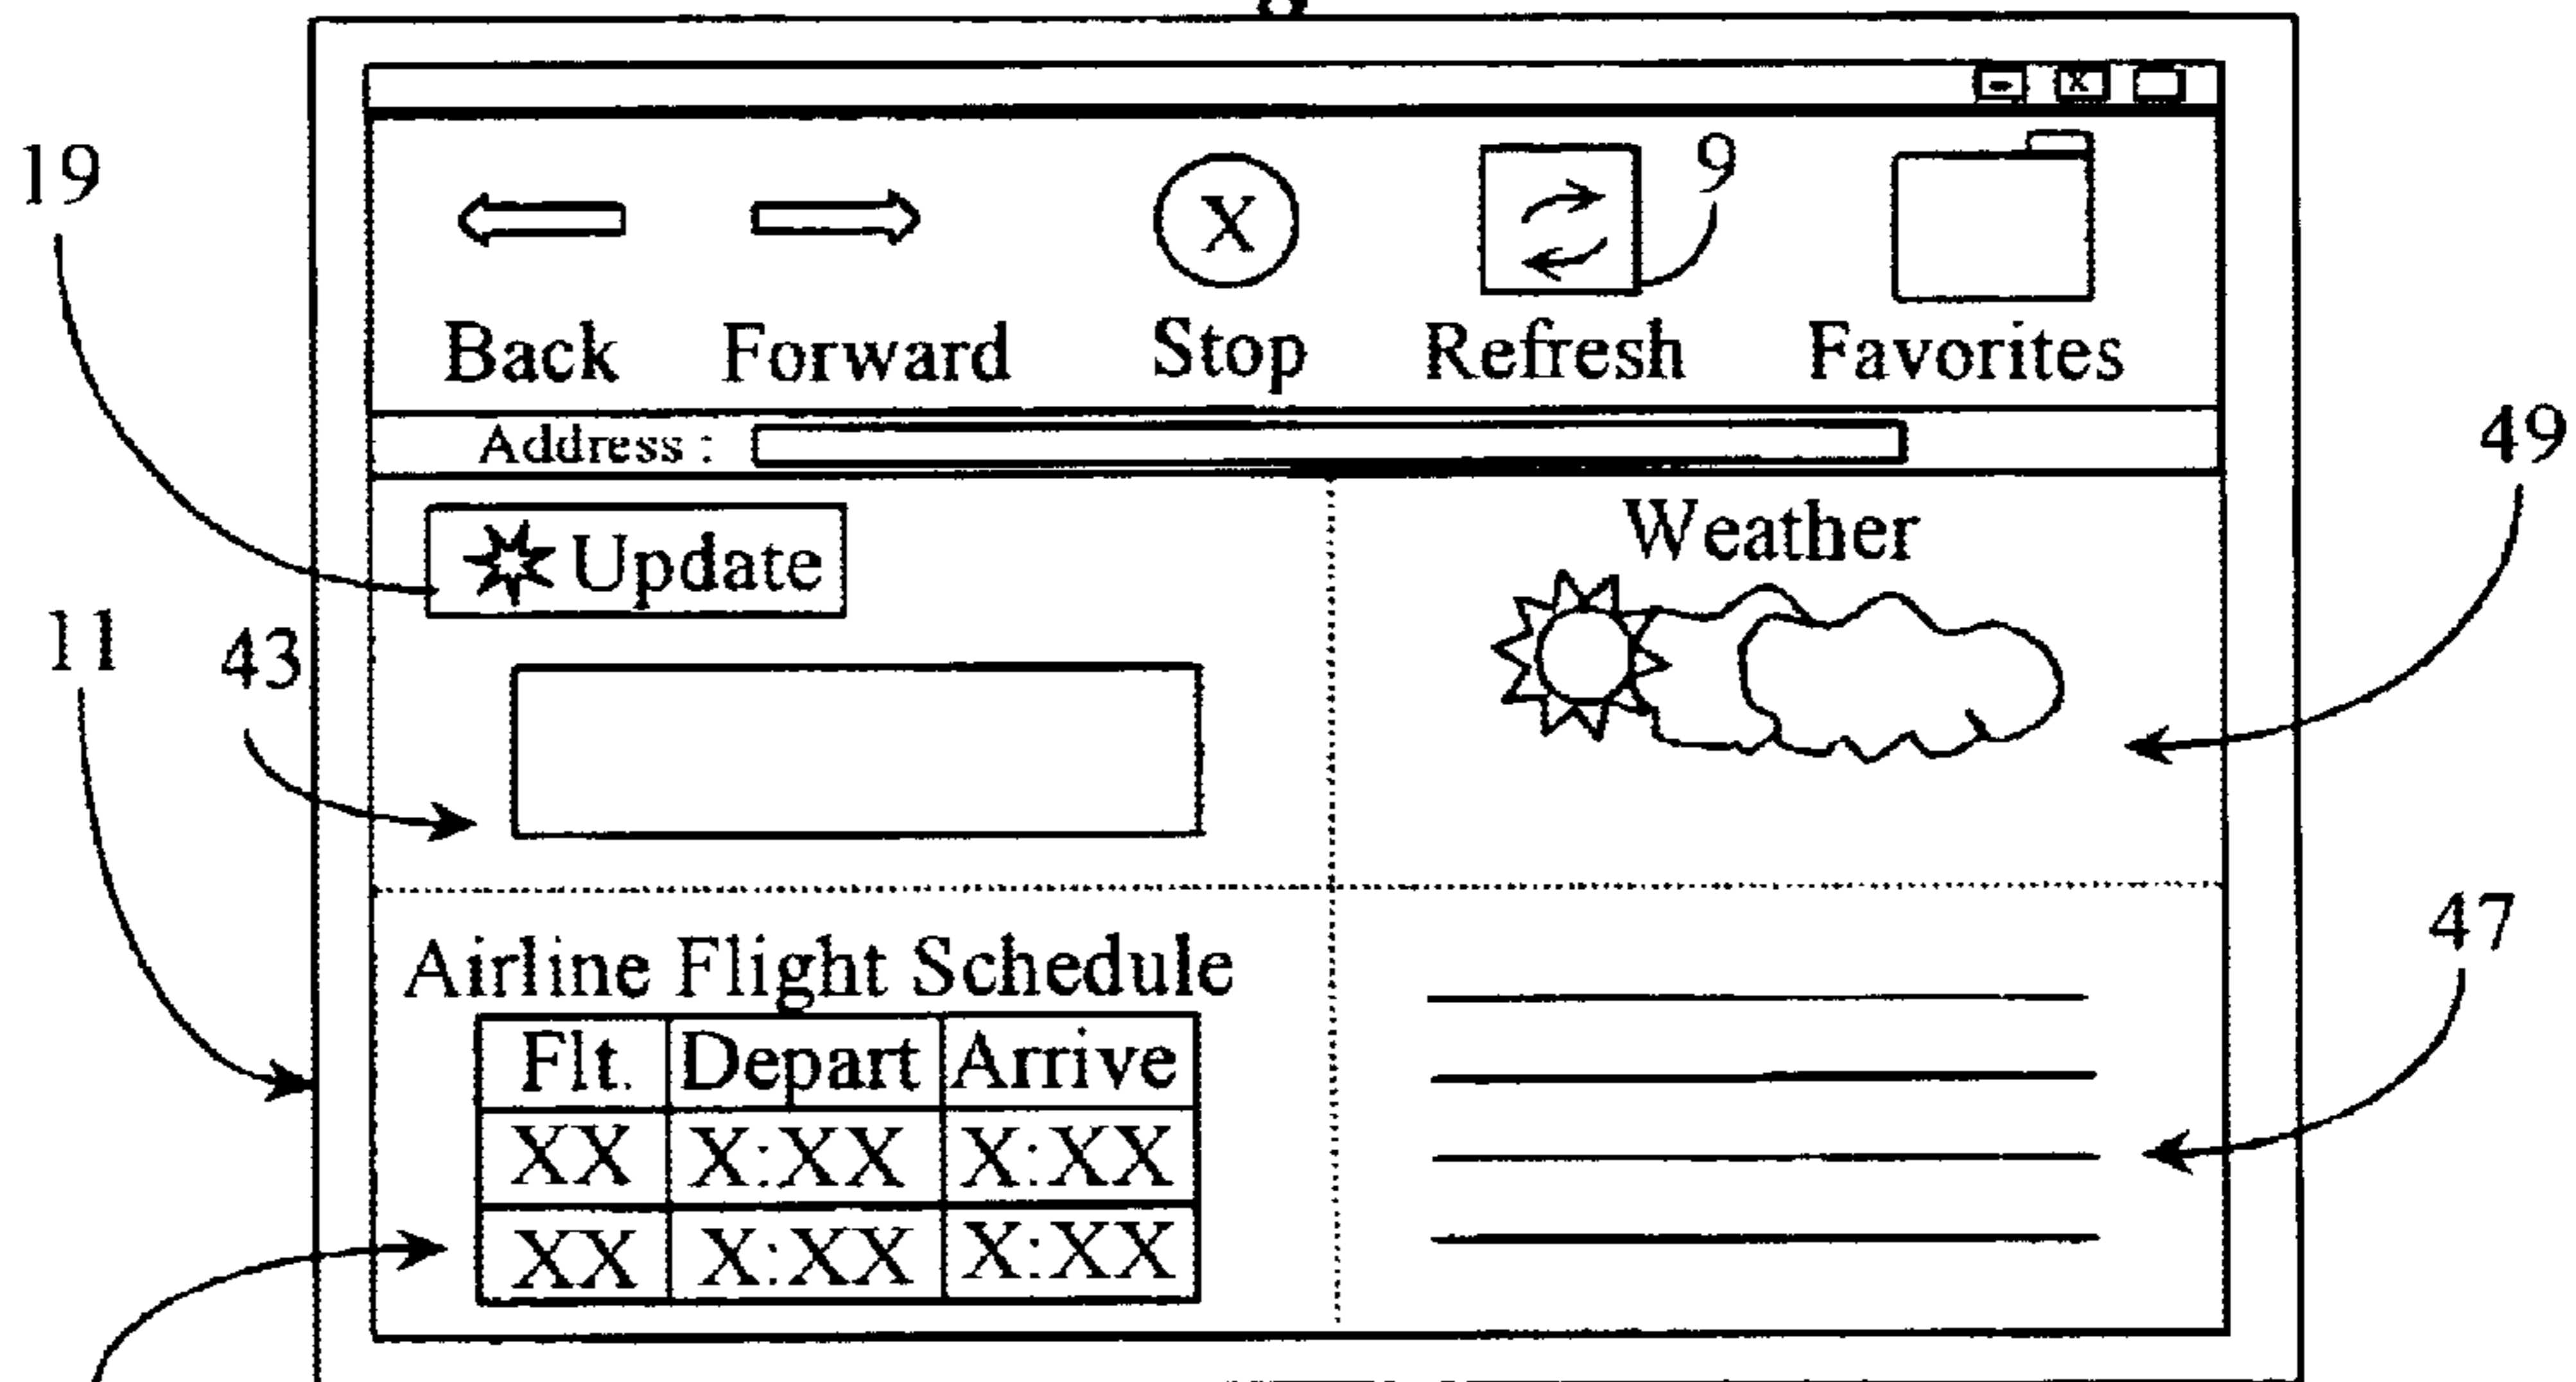 - X
19
X
9
Back Forward Stop Refresh Favorites
Address :
49
Update
Weather
11
43
47
Airline Flight Schedule
Flt. Depart Arrive
XX X:XX X:XX
XX X:XX X:XX